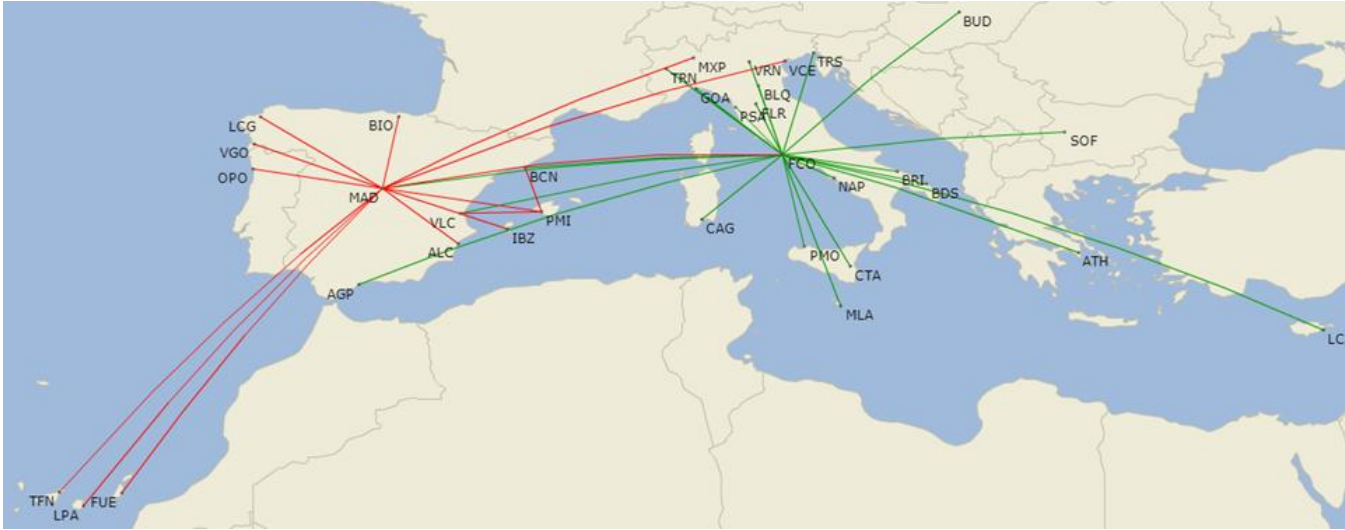 BUD
TRS
MXP
VRN
VCE
TRN
BLQ
GOA
PSA
FLR
LCG
BIO
SOF
VGO
FCO
OPO
BCN
BRI
NAP
BDS
MAD
VLC
PMI
CAG
IBZ
ALC
PMO
ATH
CTA
AGP
MLA
LC
TFN
FUE
LPA